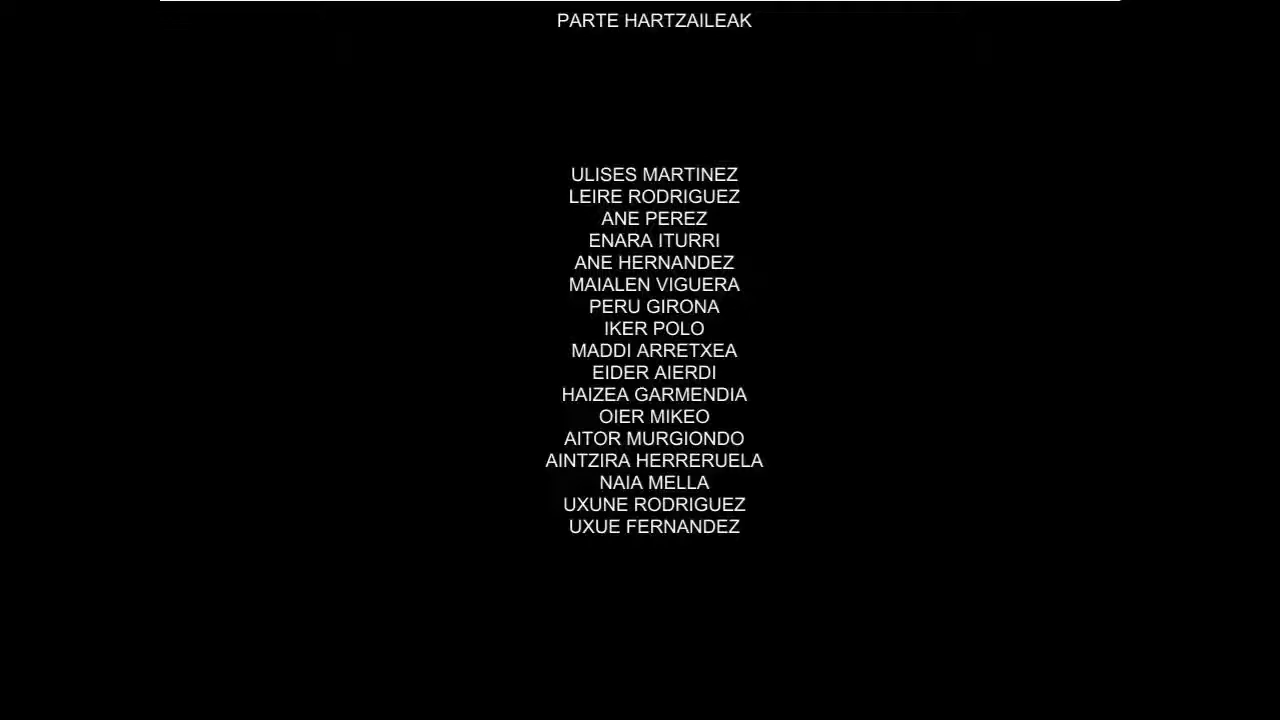 PARTE HARTZAILEAK
ULISES MARTINEZ
LEIRE RODRIGUEZ
ANE PEREZ
ENARA ITURRI
ANE HERNANDEZ
MAIALEN VIGUERA
PERU GIRONA
IKER POLO
MADDI ARRETXEA
EIDER AIERDI
HAIZEA GARMENDIA
OIER MIKEO
AITOR MURGIONDO
AINTZIRA HERRERUELA
NAIA MELLA
UXUNE RODRIGUEZ
UXUE FERNANDEZ